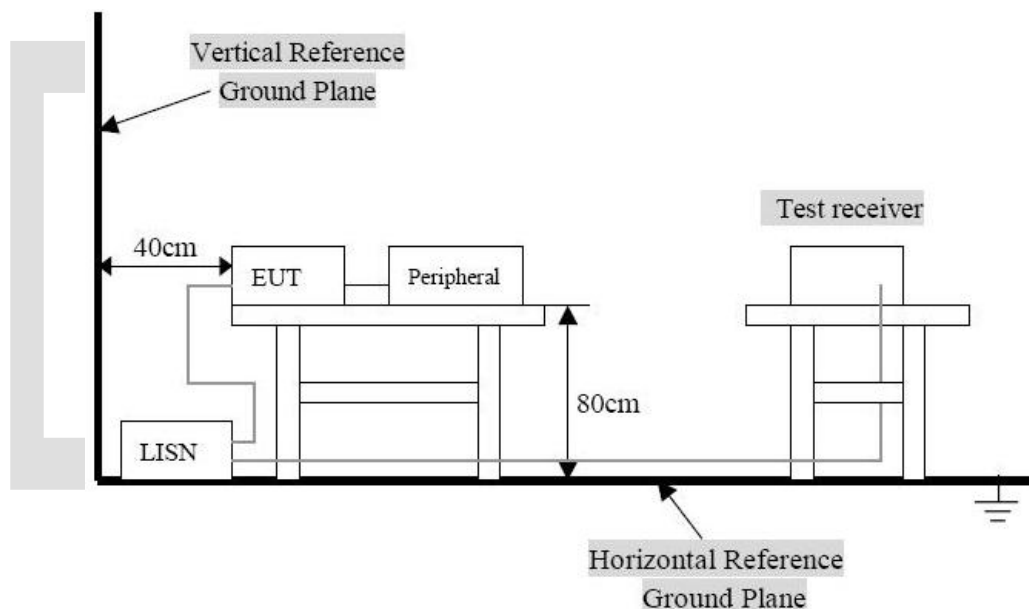 Vertical Reference
Ground Plane
Test receiver
40cm
EUT
Peripheral
80cm
LISN
Horizontal Reference
Ground Plane